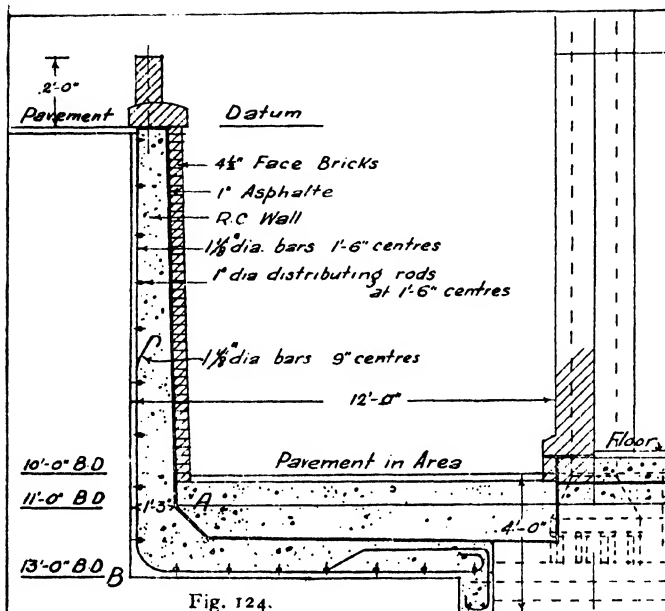 2'-0"
Pavement
Datum
4½" Face Bricks
1" Asphalte
R.C Wall
1⅛" dia. bars 1'-6" centres
1" dia distributing rods
at 1'-6" centres
1⅛" dia bars 9" centres
12'-0"
Floor
10'-0" B.D
Pavement in Area
11'-0" B.D
1'-3"
A
4'-0"
13'-0" B.D
B
Fig. 124.